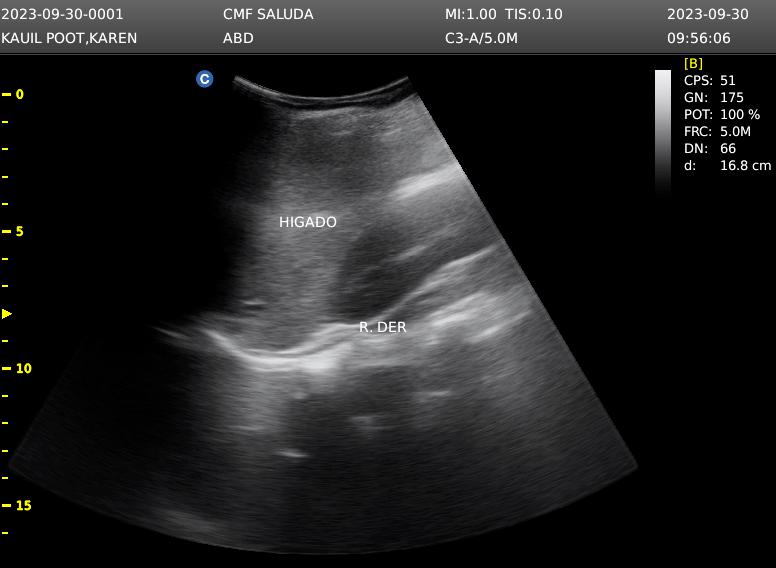 2023-09-30-0001 CMF SALUDA MI:1.00 TIS:0.10 2023-09-30
KAUIL POOT,KAREN ABD C3-A/5.0M 09:56:06
C
[B]
CPS: 51
GN: 175
POT: 100 %
FRC: 5.0M
DN: 66
d: 16.8 cm
0
HIGADO
5
R. DER
10
15